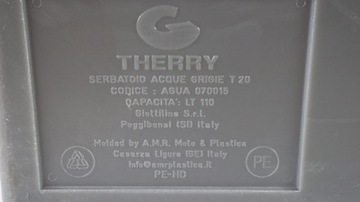 G
THERRY
SERBATOIO ACQUE GRIGIE T 20
CODICE : AGUA 070015
QAPACITA': LT 110
Giottiline S.r.l.
Poggibonsi (SI) Italy
Molded by A.M.R. Moto & Plastica
Casarza Ligure (GE) Italy
info@amrplastica.it
PE-HD
PE